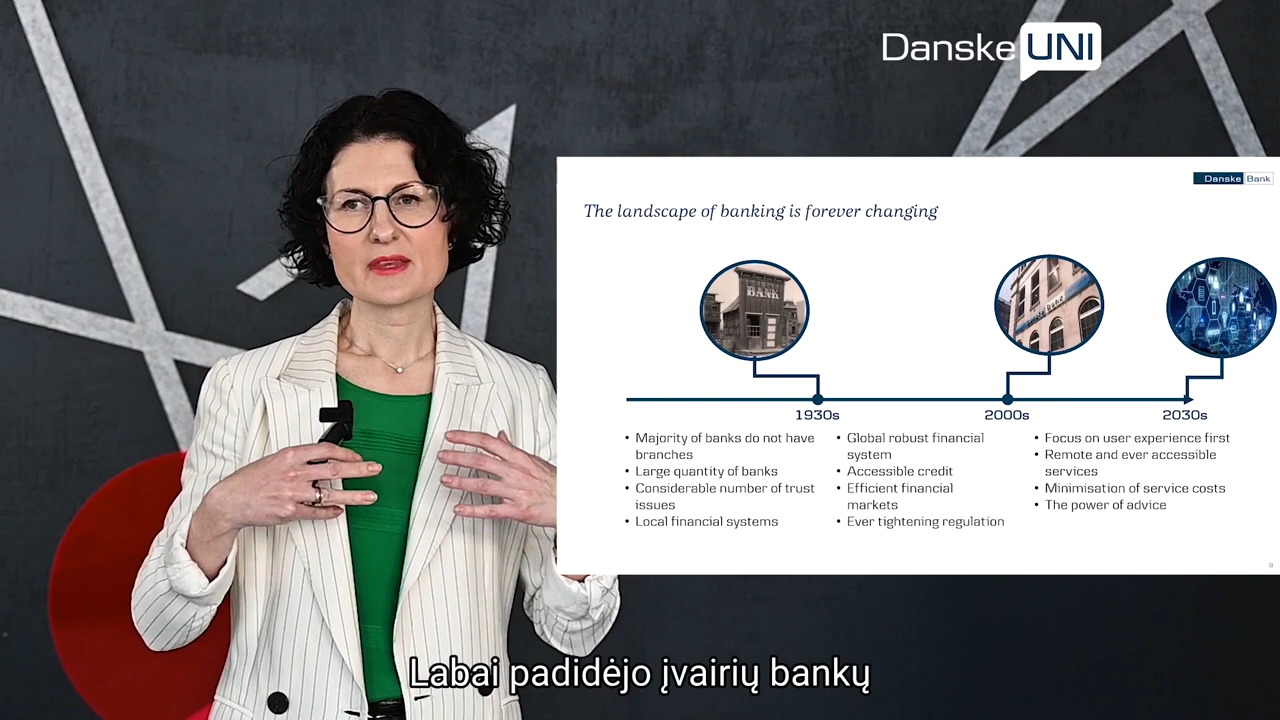 Danske UNI
Danske Bank
The landscape of banking is forever changing
BANK
1930s
2000s
2030s
• Majority of banks do not have
branches
• Large quantity of banks
• Considerable number of trust
issues
• Local financial systems
• Global robust financial
system
• Accessible credit
• Efficient financial
markets
• Ever tightening regulation
• Focus on user experience first
• Remote and ever accessible
services
• Minimisation of service costs
• The power of advice
Labai padidėjo įvairių bankų